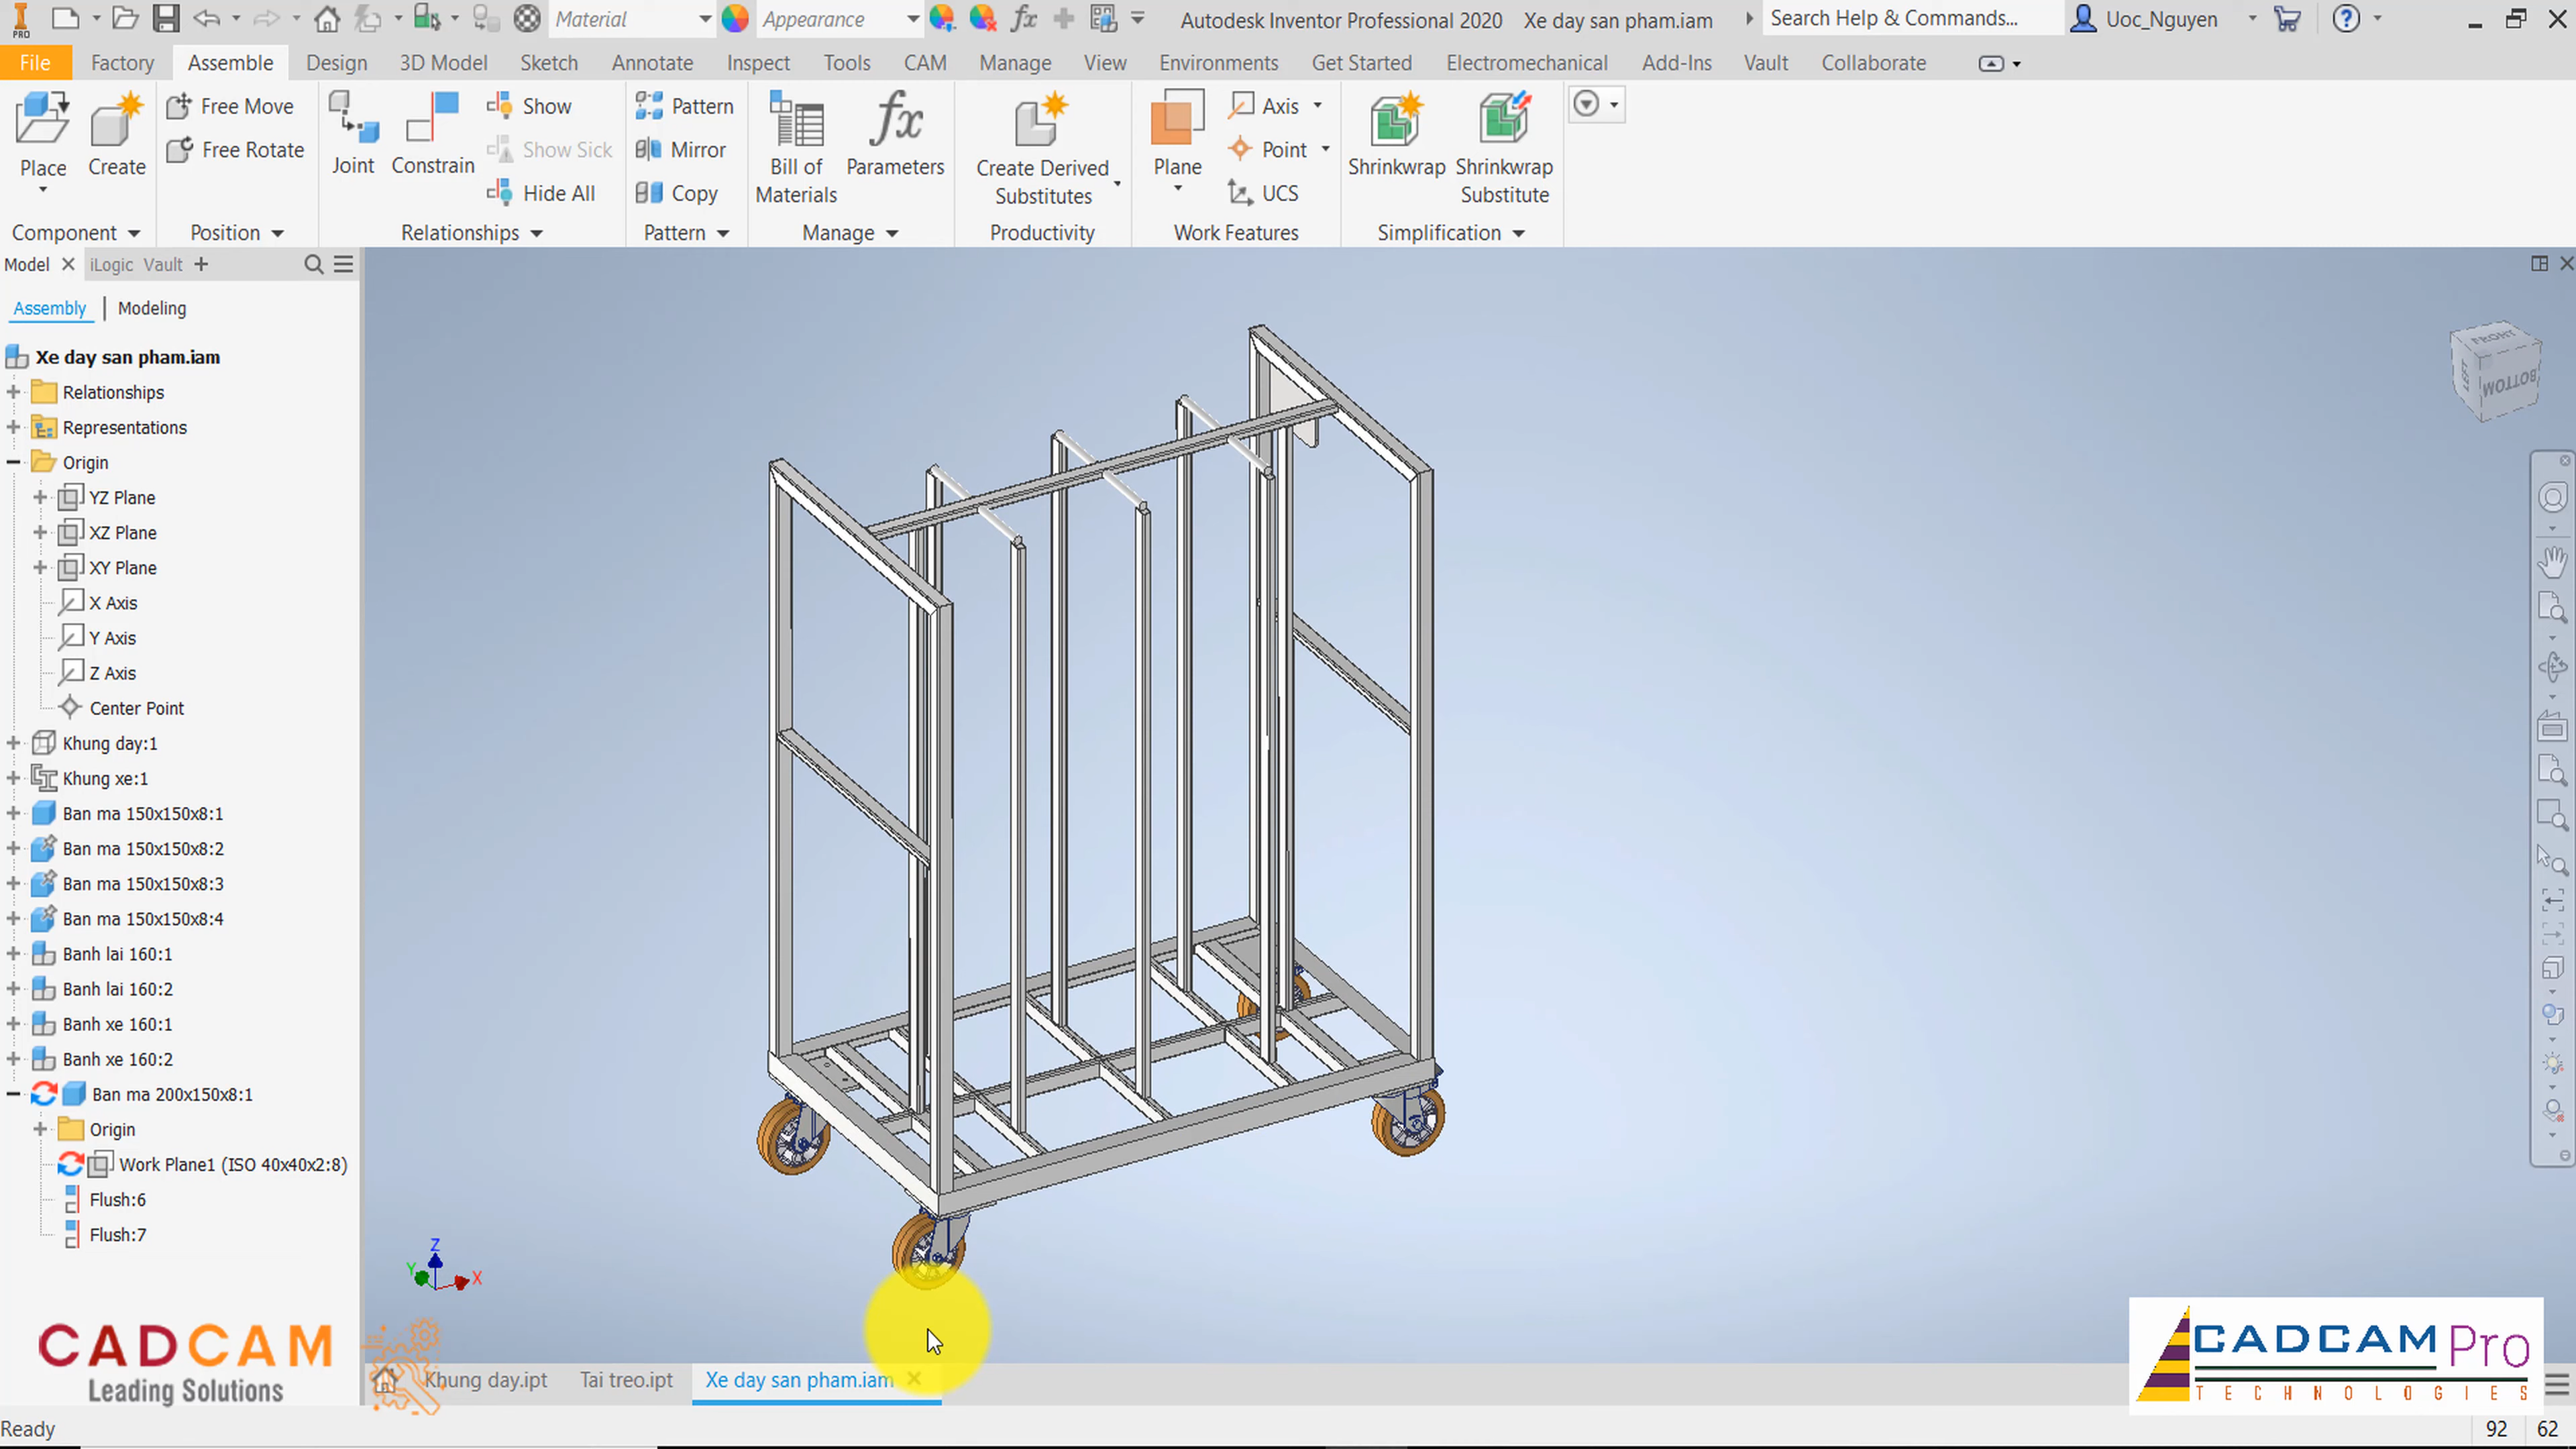 PRO
Material
Appearance
Autodesk Inventor Professional 2020 Xe day san pham.iam
Search Help & Commands...
Uoc_Nguyen
File Factory Assemble Design 3D Model Sketch Annotate Inspect Tools CAM Manage View Environments Get Started Electromechanical Add-Ins Vault Collaborate
Place
Create
Component
Free Move
Free Rotate
Position
Joint
Constrain
Show
Show Sick
Hide All
Relationships
Pattern
Mirror
Copy
Pattern
Bill of
Materials
fx
Parameters
Manage
Create Derived
Substitutes
Productivity
Plane
Axis
Point
UCS
Work Features
Shrinkwrap
Shrinkwrap
Substitute
Simplification
Model iLogic Vault
Assembly | Modeling
Xe day san pham.iam
Relationships
Representations
Origin
YZ Plane
XZ Plane
XY Plane
X Axis
Y Axis
Z Axis
Center Point
Khung day:1
Khung xe:1
Ban ma 150x150x8:1
Ban ma 150x150x8:2
Ban ma 150x150x8:3
Ban ma 150x150x8:4
Banh lai 160:1
Banh lai 160:2
Banh xe 160:1
Banh xe 160:2
Ban ma 200x150x8:1
Origin
Work Plane1 (ISO 40x40x2:8)
Flush:6
Flush:7
FRONT
LEFT
BOTTOM
Z
Y
X
CADCAM
Leading Solutions
Khung day.ipt
Tai treo.ipt
Xe day san pham.iam
CADCAM Pro
TECHNOLOGIES
Ready
92 62